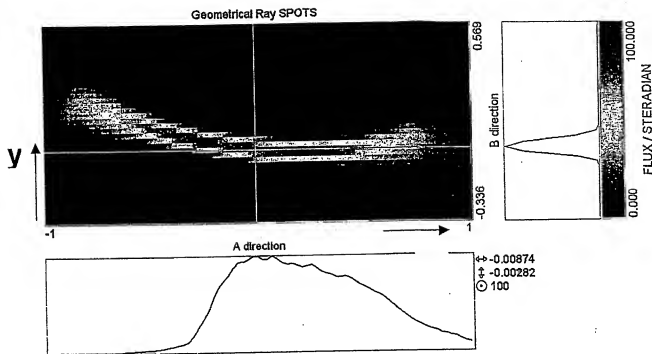 Geometrical Ray SPOTS
0.569
-0.336
B direction
100.000
0.000
FLUX / STERADIAN
y
-1
1
A direction
-0.00874
-0.00282
100